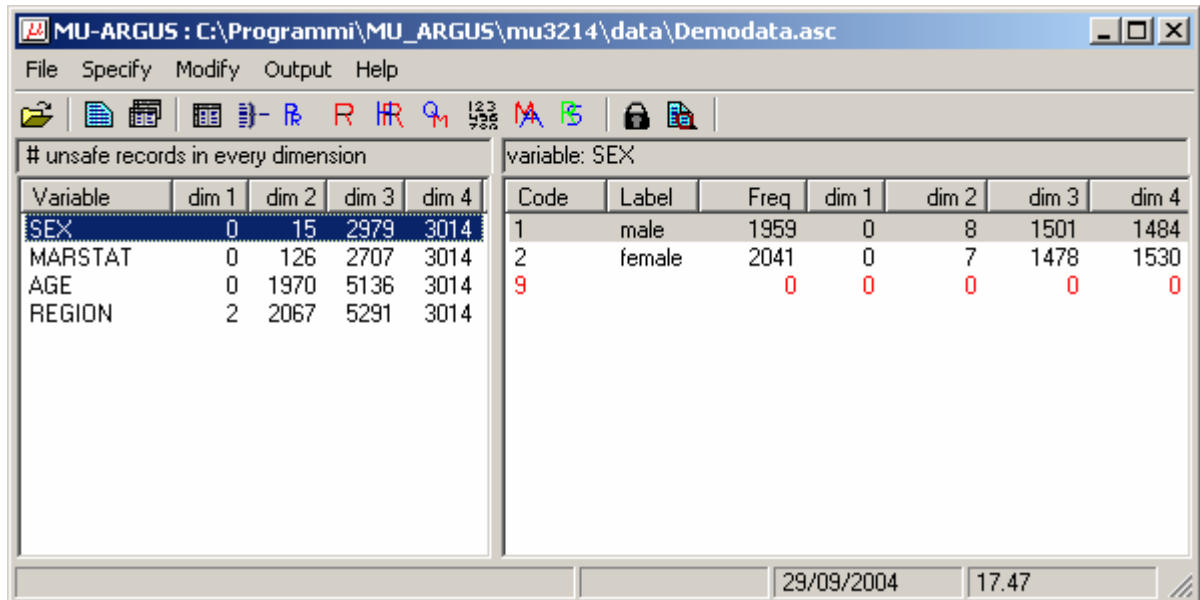 MU-ARGUS : C:\Programmi\MU_ARGUS\mu3214\data\Demodata.asc
File Specify Modify Output Help
# unsafe records in every dimension
variable: SEX
Variable dim 1 dim 2 dim 3 dim 4
SEX 0 15 2979 3014
MARSTAT 0 126 2707 3014
AGE 0 1970 5136 3014
REGION 2 2067 5291 3014
Code Label Freq dim 1 dim 2 dim 3 dim 4
1 male 1959 0 8 1501 1484
2 female 2041 0 7 1478 1530
9 0 0 0 0 0
29/09/2004 17.47